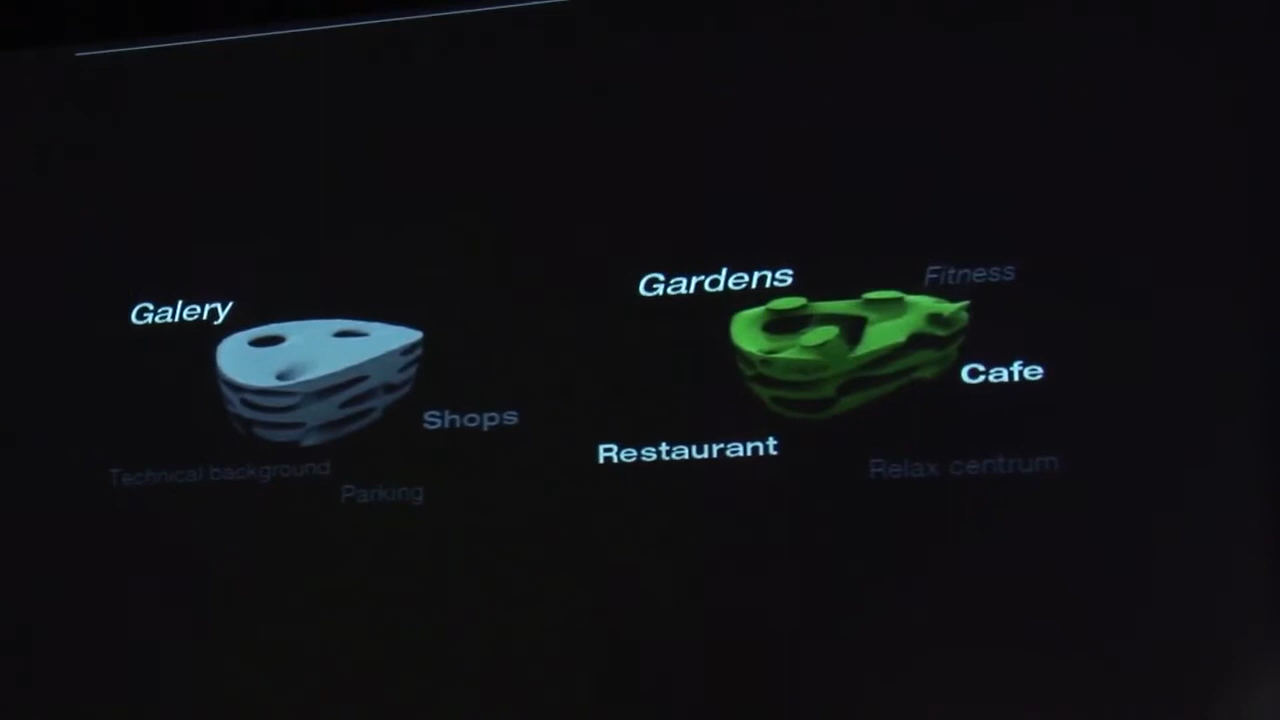 Galery
Shops
Technical background
Parking
Gardens
Fitness
Cafe
Restaurant
Relax centrum